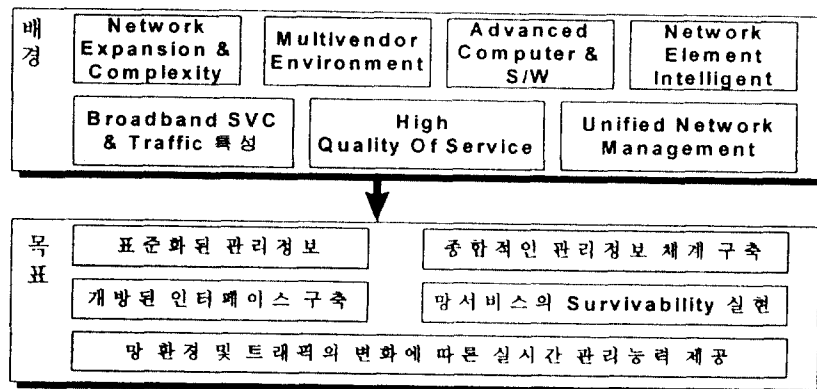 배경
Network
Expansion &
Complexity
Multivendor
Environment
Advanced
Computer &
S/W
Network
Element
Intelligent
Broadband SVC
& Traffic 특성
High
Quality Of Service
Unified Network
Management
목표
표준화된 관리정보
종합적인 관리정보 체계 구축
개방된 인터페이스 구축
망서비스의 Survivability 실현
망 환경 및 트래픽의 변화에 따른 실시간 관리능력 제공